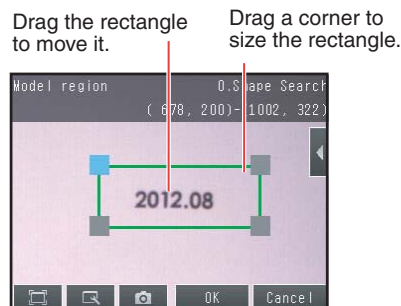 Drag the rectangle
to move it.
Drag a corner to
size the rectangle.
Model region
0.Shape Search
( 678, 200)-(1002, 322)
2012.08
OK
Cancel